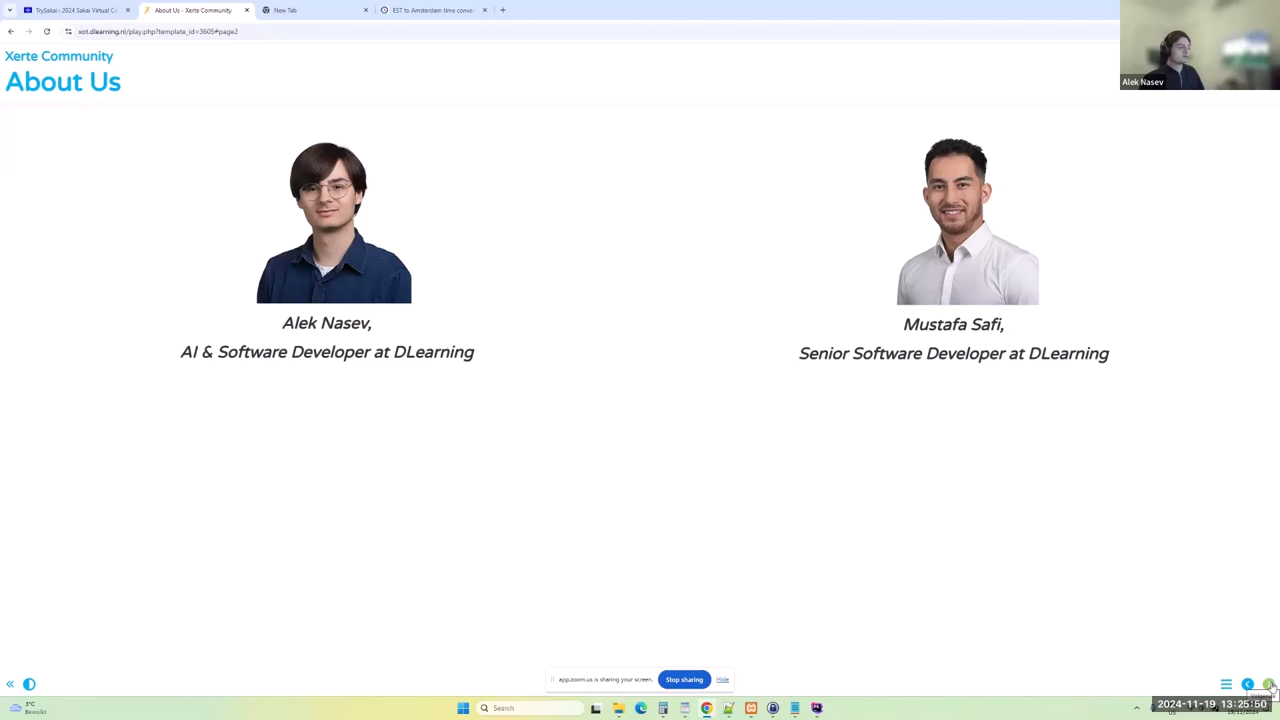 TrySakai : 2024 Sakai Virtual Co
About Us - Xerte Community
New Tab
EST to Amsterdam time conver
xot.dlearning.nl/play.php?template_id=3605#page2
Xerte Community
About Us
Alek Nasev
Alek Nasev,
AI & Software Developer at DLearning
Mustafa Safi,
Senior Software Developer at DLearning
app.zoom.us is sharing your screen.
Stop sharing
Hide
3°C
Bewolkt
Search
2024-11-19 13:25:50